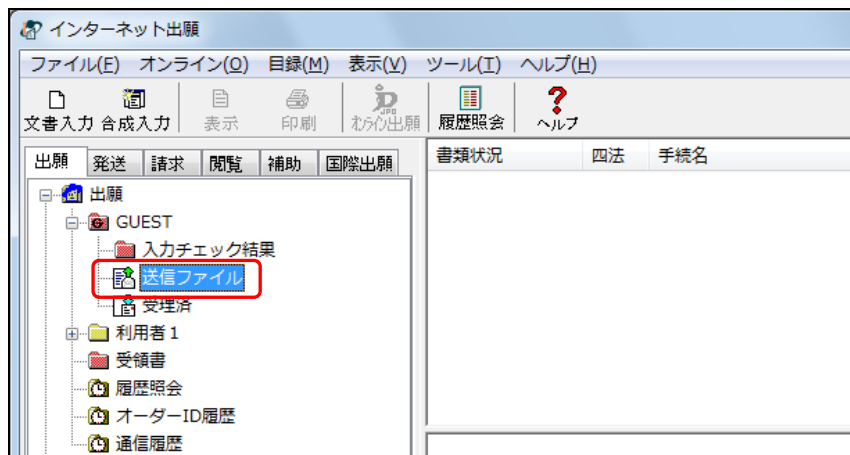 インターネット出願
ファイル(F) オンライン(O) 目録(M) 表示(V) ツール(T) ヘルプ(H)
文書入力 合成入力 表示 印刷 オンライン出願 履歴照会 ヘルプ
出願 発送 請求 閲覧 補助 国際出願
書類状況 四法 手続名
出願
GUEST
入力チェック結果
送信ファイル
受理済
利用者1
受領書
履歴照会
オーダーID履歴
通信履歴